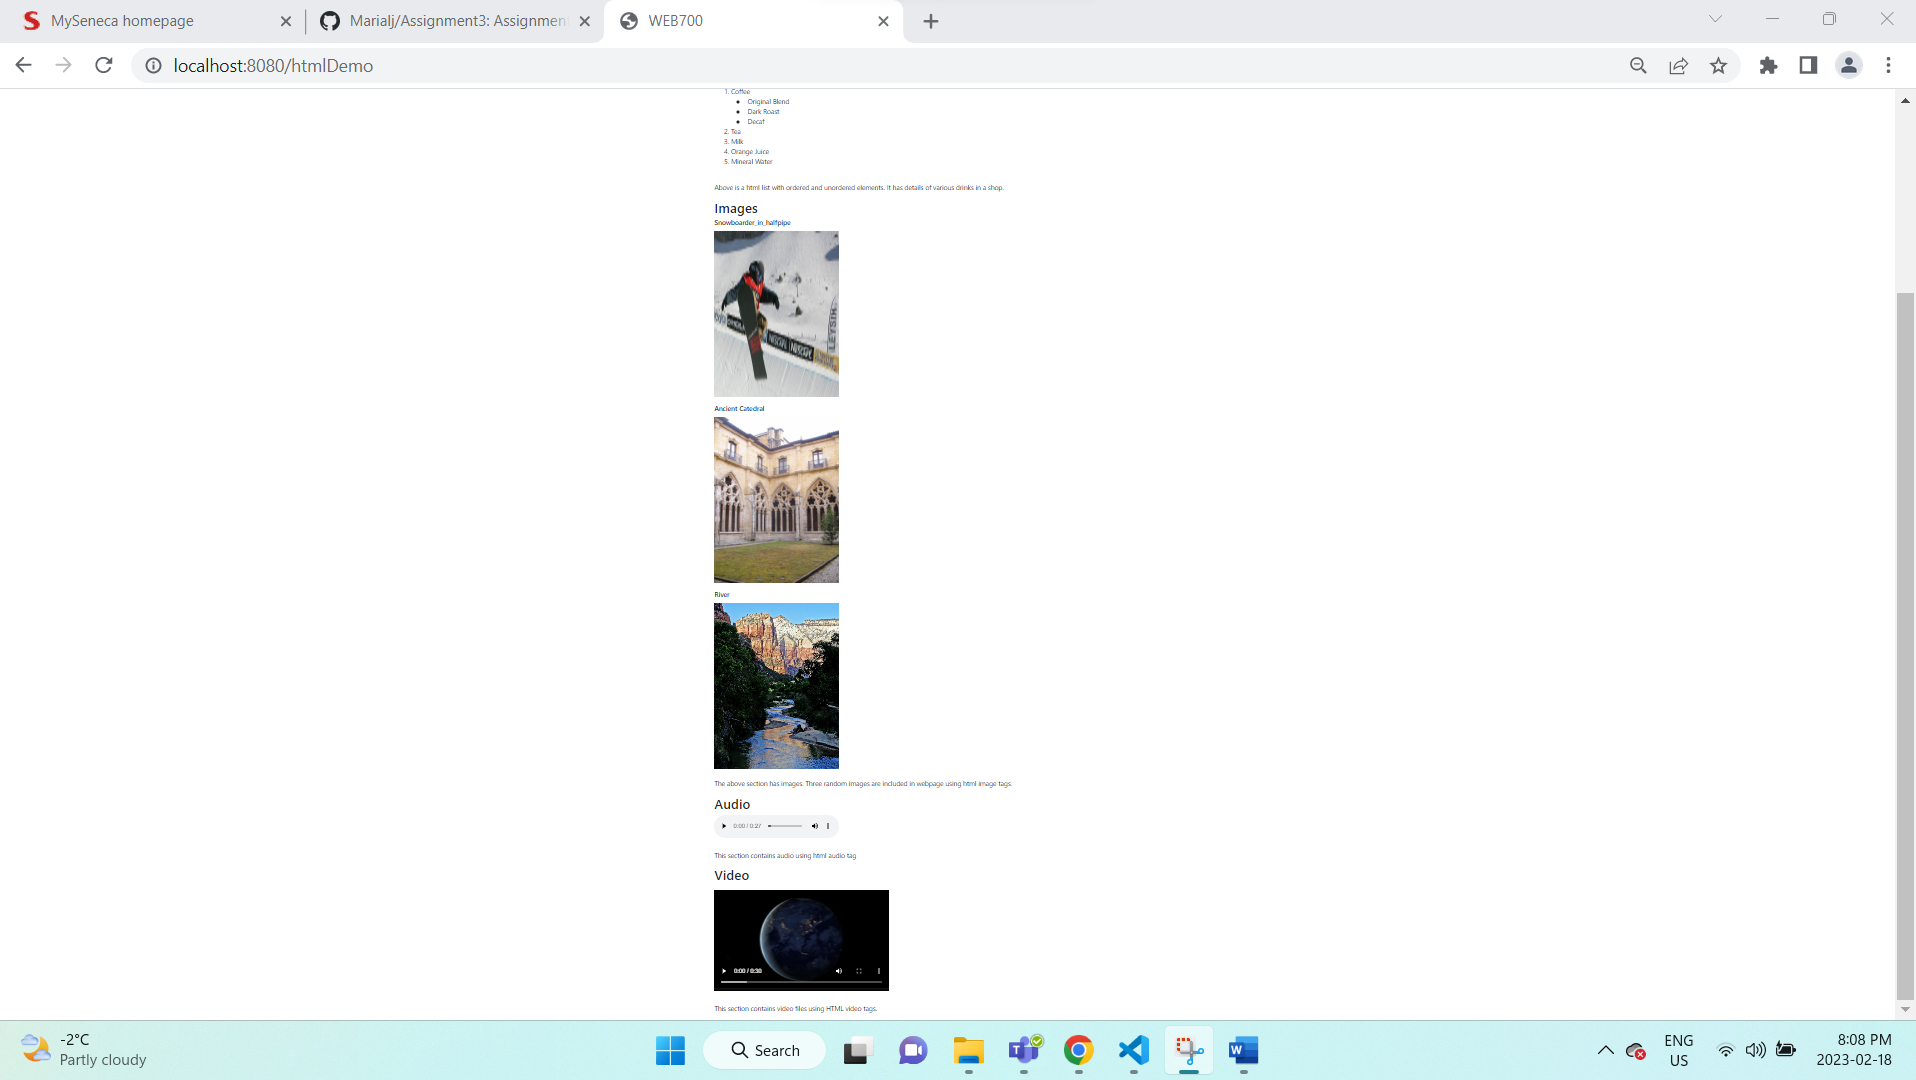 MySeneca homepage
Marialj/Assignment3: Assignmen
WEB700
localhost:8080/htmlDemo
1. Coffee
Original Blend
Dark Roast
Decaf
2. Tea
3. Milk
4. Orange Juice
5. Mineral Water
Above is a html list with ordered and unordered elements. It has details of various drinks in a shop.
Images
Snowboarder_in_halfpipe
LEYSIN
Ancient Catedral
River
The above section has images. Three random images are included in webpage using html image tags.
Audio
0:00 / 0:27
This section contains audio using html audio tag
Video
0:00 / 0:30
This section contains video files using HTML video tags.
-2°C
Partly cloudy
Search
ENG
US
8:08 PM
2023-02-18